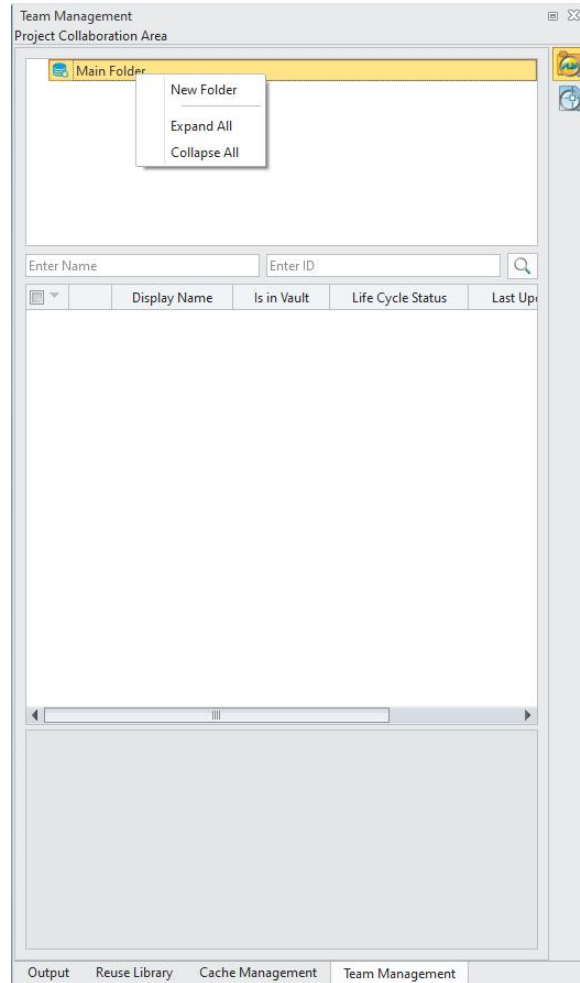 Team Management
Project Collaboration Area
Main Folder
New Folder
Expand All
Collapse All
Enter Name Enter ID
Display Name Is in Vault Life Cycle Status Last Up
Output Reuse Library Cache Management Team Management